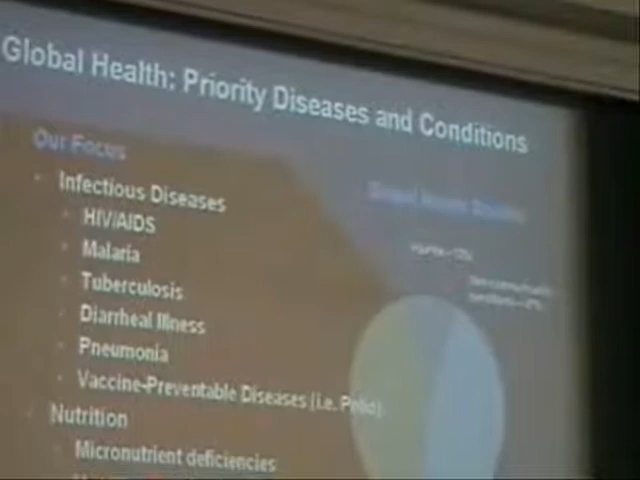 Global Health: Priority Diseases and Conditions
Our Focus
Infectious Diseases
HIV/AIDS
Malaria
Tuberculosis
Diarrheal Illness
Pneumonia
Vaccine-Preventable Diseases (i.e. Polio)
Nutrition
Micronutrient deficiencies